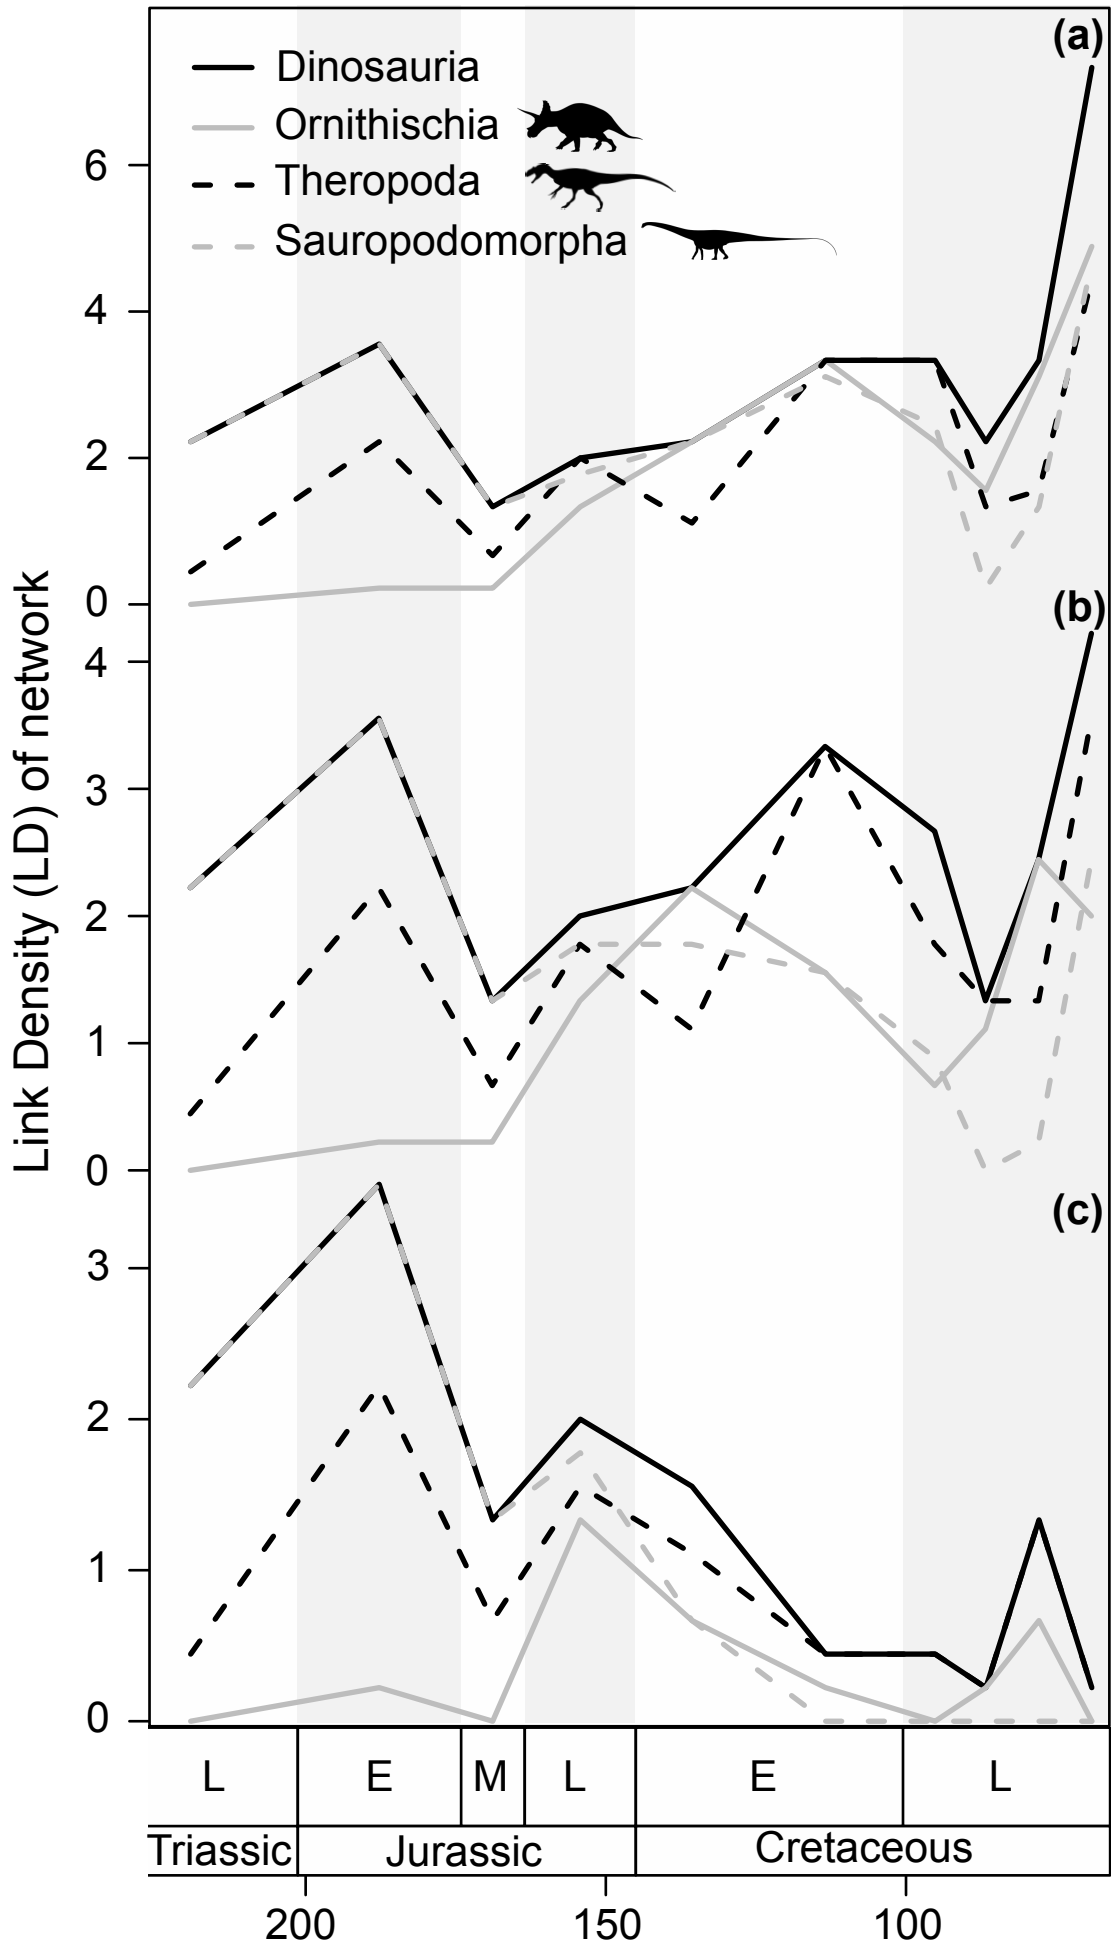 (a)
Dinosauria
Ornithischia
Theropoda
Sauropodomorpha
6
4
2
0
(b)
4
3
2
1
0
(c)
3
2
1
0
Link Density (LD) of network
L E M L E L
Triassic Jurassic Cretaceous
200 150 100